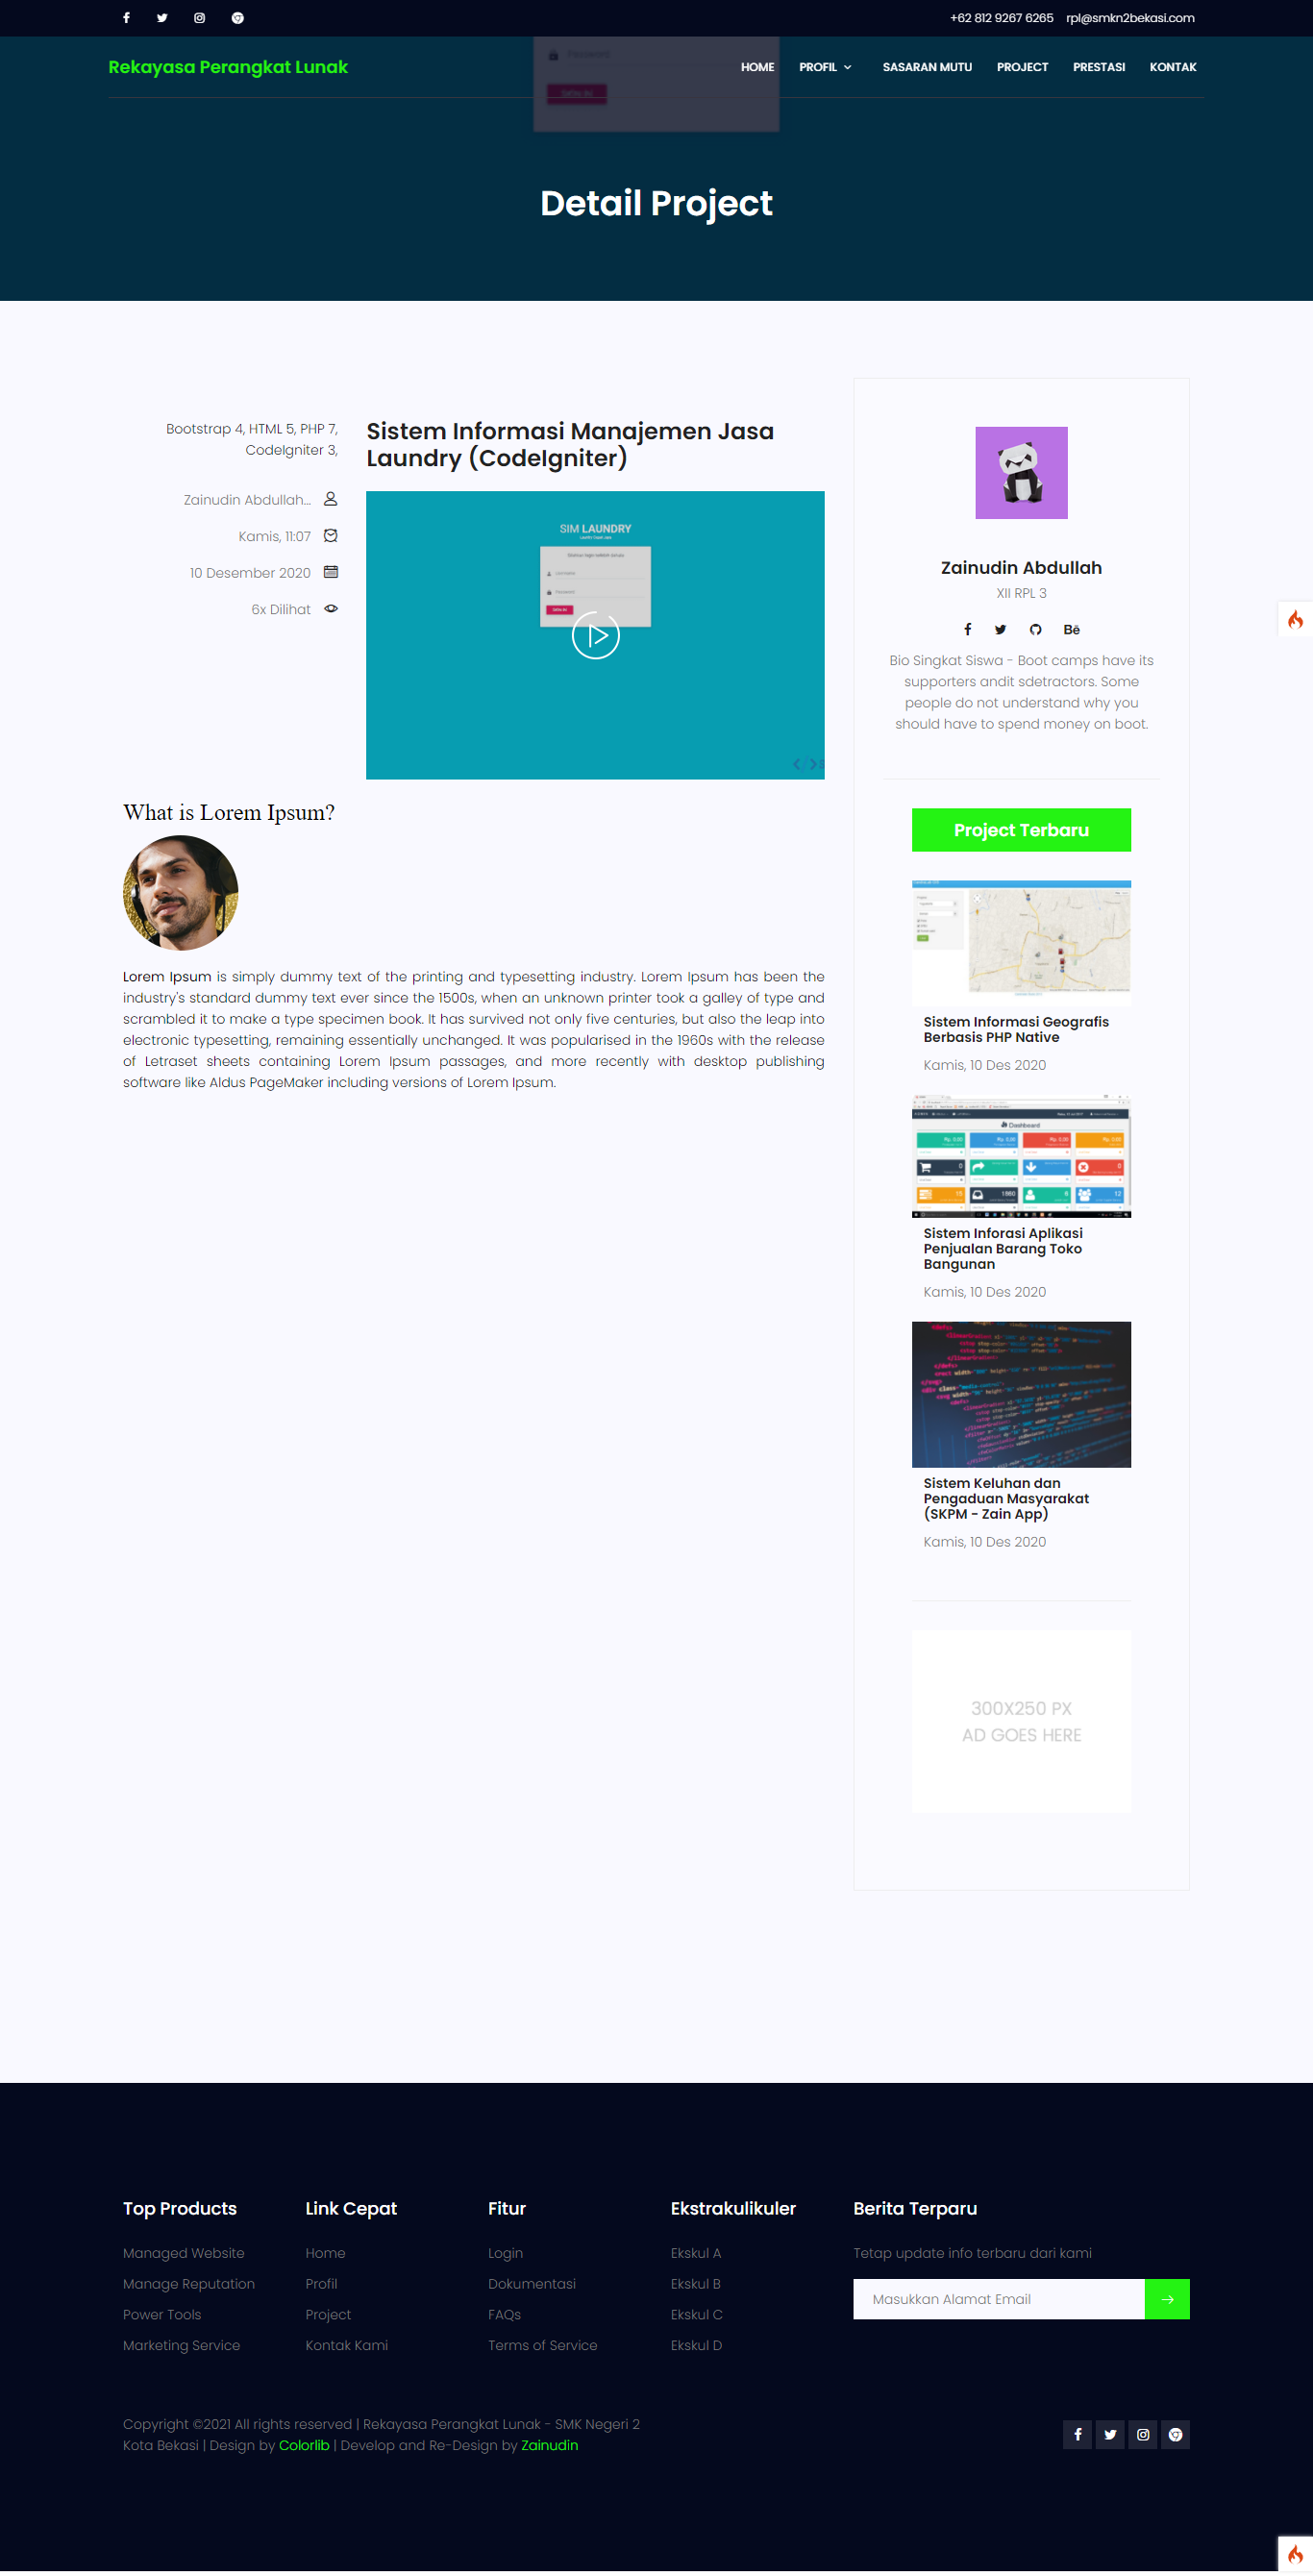 +62 812 9267 6265 rpl@smkn2bekasi.com
Rekayasa Perangkat Lunak
HOME PROFIL SASARAN MUTU PROJECT PRESTASI KONTAK
Detail Project
Bootstrap 4, HTML 5, PHP 7,
CodeIgniter 3,
Zainudin Abdullah...
Kamis, 11:07
10 Desember 2020
6x Dilihat
Sistem Informasi Manajemen Jasa
Laundry (CodeIgniter)
SIM LAUNDRY
What is Lorem Ipsum?
Lorem Ipsum is simply dummy text of the printing and typesetting industry. Lorem Ipsum has been the
industry's standard dummy text ever since the 1500s, when an unknown printer took a galley of type and
scrambled it to make a type specimen book. It has survived not only five centuries, but also the leap into
electronic typesetting, remaining essentially unchanged. It was popularised in the 1960s with the release
of Letraset sheets containing Lorem Ipsum passages, and more recently with desktop publishing
software like Aldus PageMaker including versions of Lorem Ipsum.
Zainudin Abdullah
XII RPL 3
Bē
Bio Singkat Siswa - Boot camps have its
supporters andit sdetractors. Some
people do not understand why you
should have to spend money on boot.
Project Terbaru
Sistem Informasi Geografis
Berbasis PHP Native
Kamis, 10 Des 2020
Dashboard
Sistem Inforasi Aplikasi
Penjualan Barang Toko
Bangunan
Kamis, 10 Des 2020
Sistem Keluhan dan
Pengaduan Masyarakat
(SKPM - Zain App)
Kamis, 10 Des 2020
300X250 PX
AD GOES HERE
Top Products
Managed Website
Manage Reputation
Power Tools
Marketing Service
Link Cepat
Home
Profil
Project
Kontak Kami
Fitur
Login
Dokumentasi
FAQs
Terms of Service
Ekstrakulikuler
Ekskul A
Ekskul B
Ekskul C
Ekskul D
Berita Terparu
Tetap update info terbaru dari kami
Masukkan Alamat Email
Copyright ©2021 All rights reserved | Rekayasa Perangkat Lunak - SMK Negeri 2
Kota Bekasi | Design by Colorlib | Develop and Re-Design by Zainudin